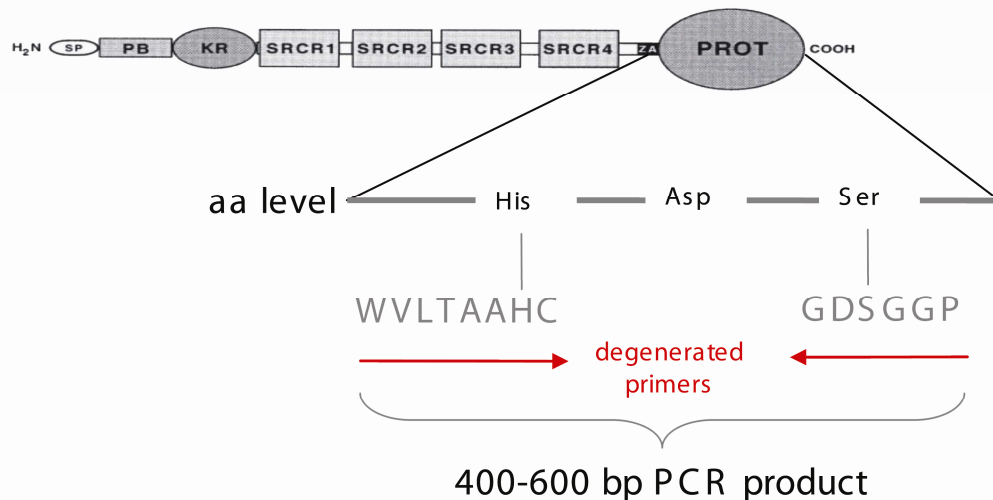 H₂N SP PB KR SRCR1 SRCR2 SRCR3 SRCR4 ZA PROT COOH
aa level His Asp Ser
WVLTAAHC GDSGGP
degenerated
primers
400-600 bp PCR product